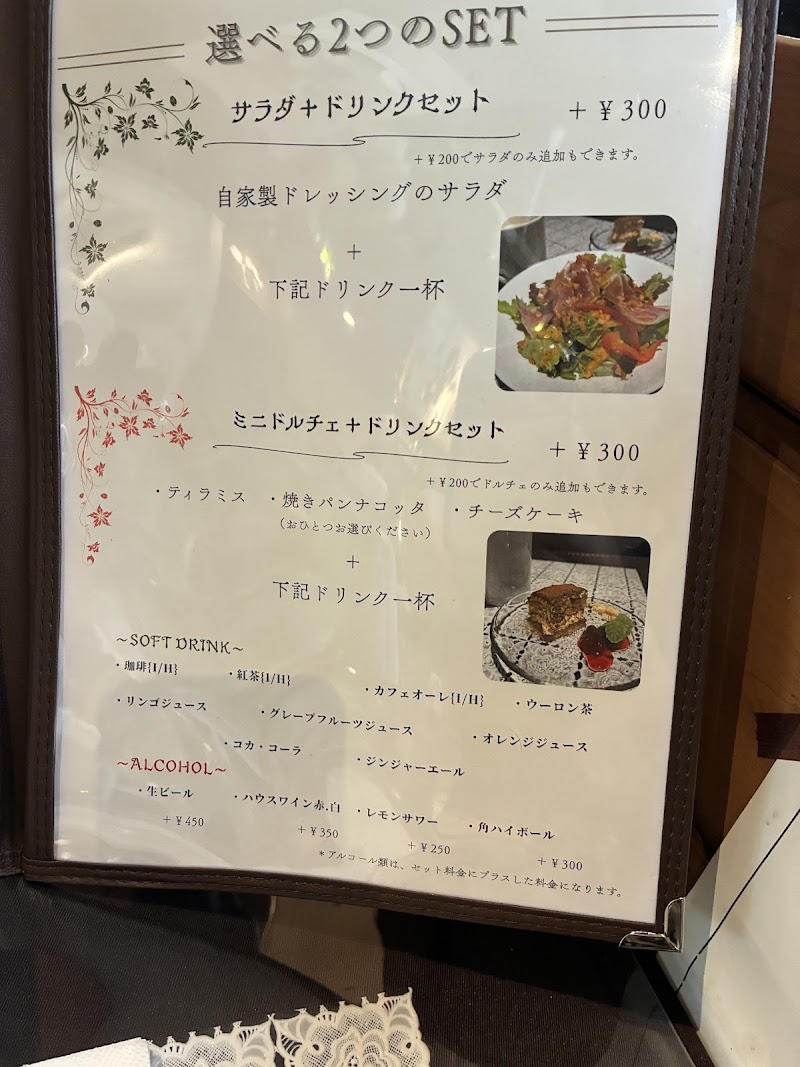 選べる2つのSET
サラダ＋ドリンクセット ＋￥300
＋￥200でサラダのみ追加もできます。
自家製ドレッシングのサラダ
＋
下記ドリンク一杯
ミニドルチェ＋ドリンクセット ＋￥300
＋￥200でドルチェのみ追加もできます。
・ティラミス ・焼きパンナコッタ ・チーズケーキ
（おひとつお選びください）
＋
下記ドリンク一杯
～SOFT DRINK～
・珈琲{I/H} ・紅茶{I/H} ・カフェオーレ{I/H} ・ウーロン茶
・リンゴジュース ・グレープフルーツジュース ・オレンジジュース
・コカ・コーラ ・ジンジャーエール
～ALCOHOL～
・生ビール ・ハウスワイン赤.白 ・レモンサワー ・角ハイボール
＋￥450 ＋￥350 ＋￥250 ＋￥300
＊アルコール類は、セット料金にプラスした料金になります。